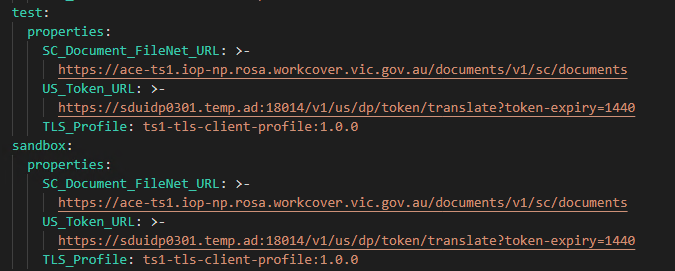 test:
properties:
SC_Document_FileNet_URL: >-
https://ace-ts1.iop-np.rosa.workcover.vic.gov.au/documents/v1/sc/documents
US_Token_URL: >-
https://sduidp0301.temp.ad:18014/v1/us/dp/token/translate?token-expiry=1440
TLS_Profile: ts1-tls-client-profile:1.0.0
sandbox:
properties:
SC_Document_FileNet_URL: >-
https://ace-ts1.iop-np.rosa.workcover.vic.gov.au/documents/v1/sc/documents
US_Token_URL: >-
https://sduidp0301.temp.ad:18014/v1/us/dp/token/translate?token-expiry=1440
TLS_Profile: ts1-tls-client-profile:1.0.0